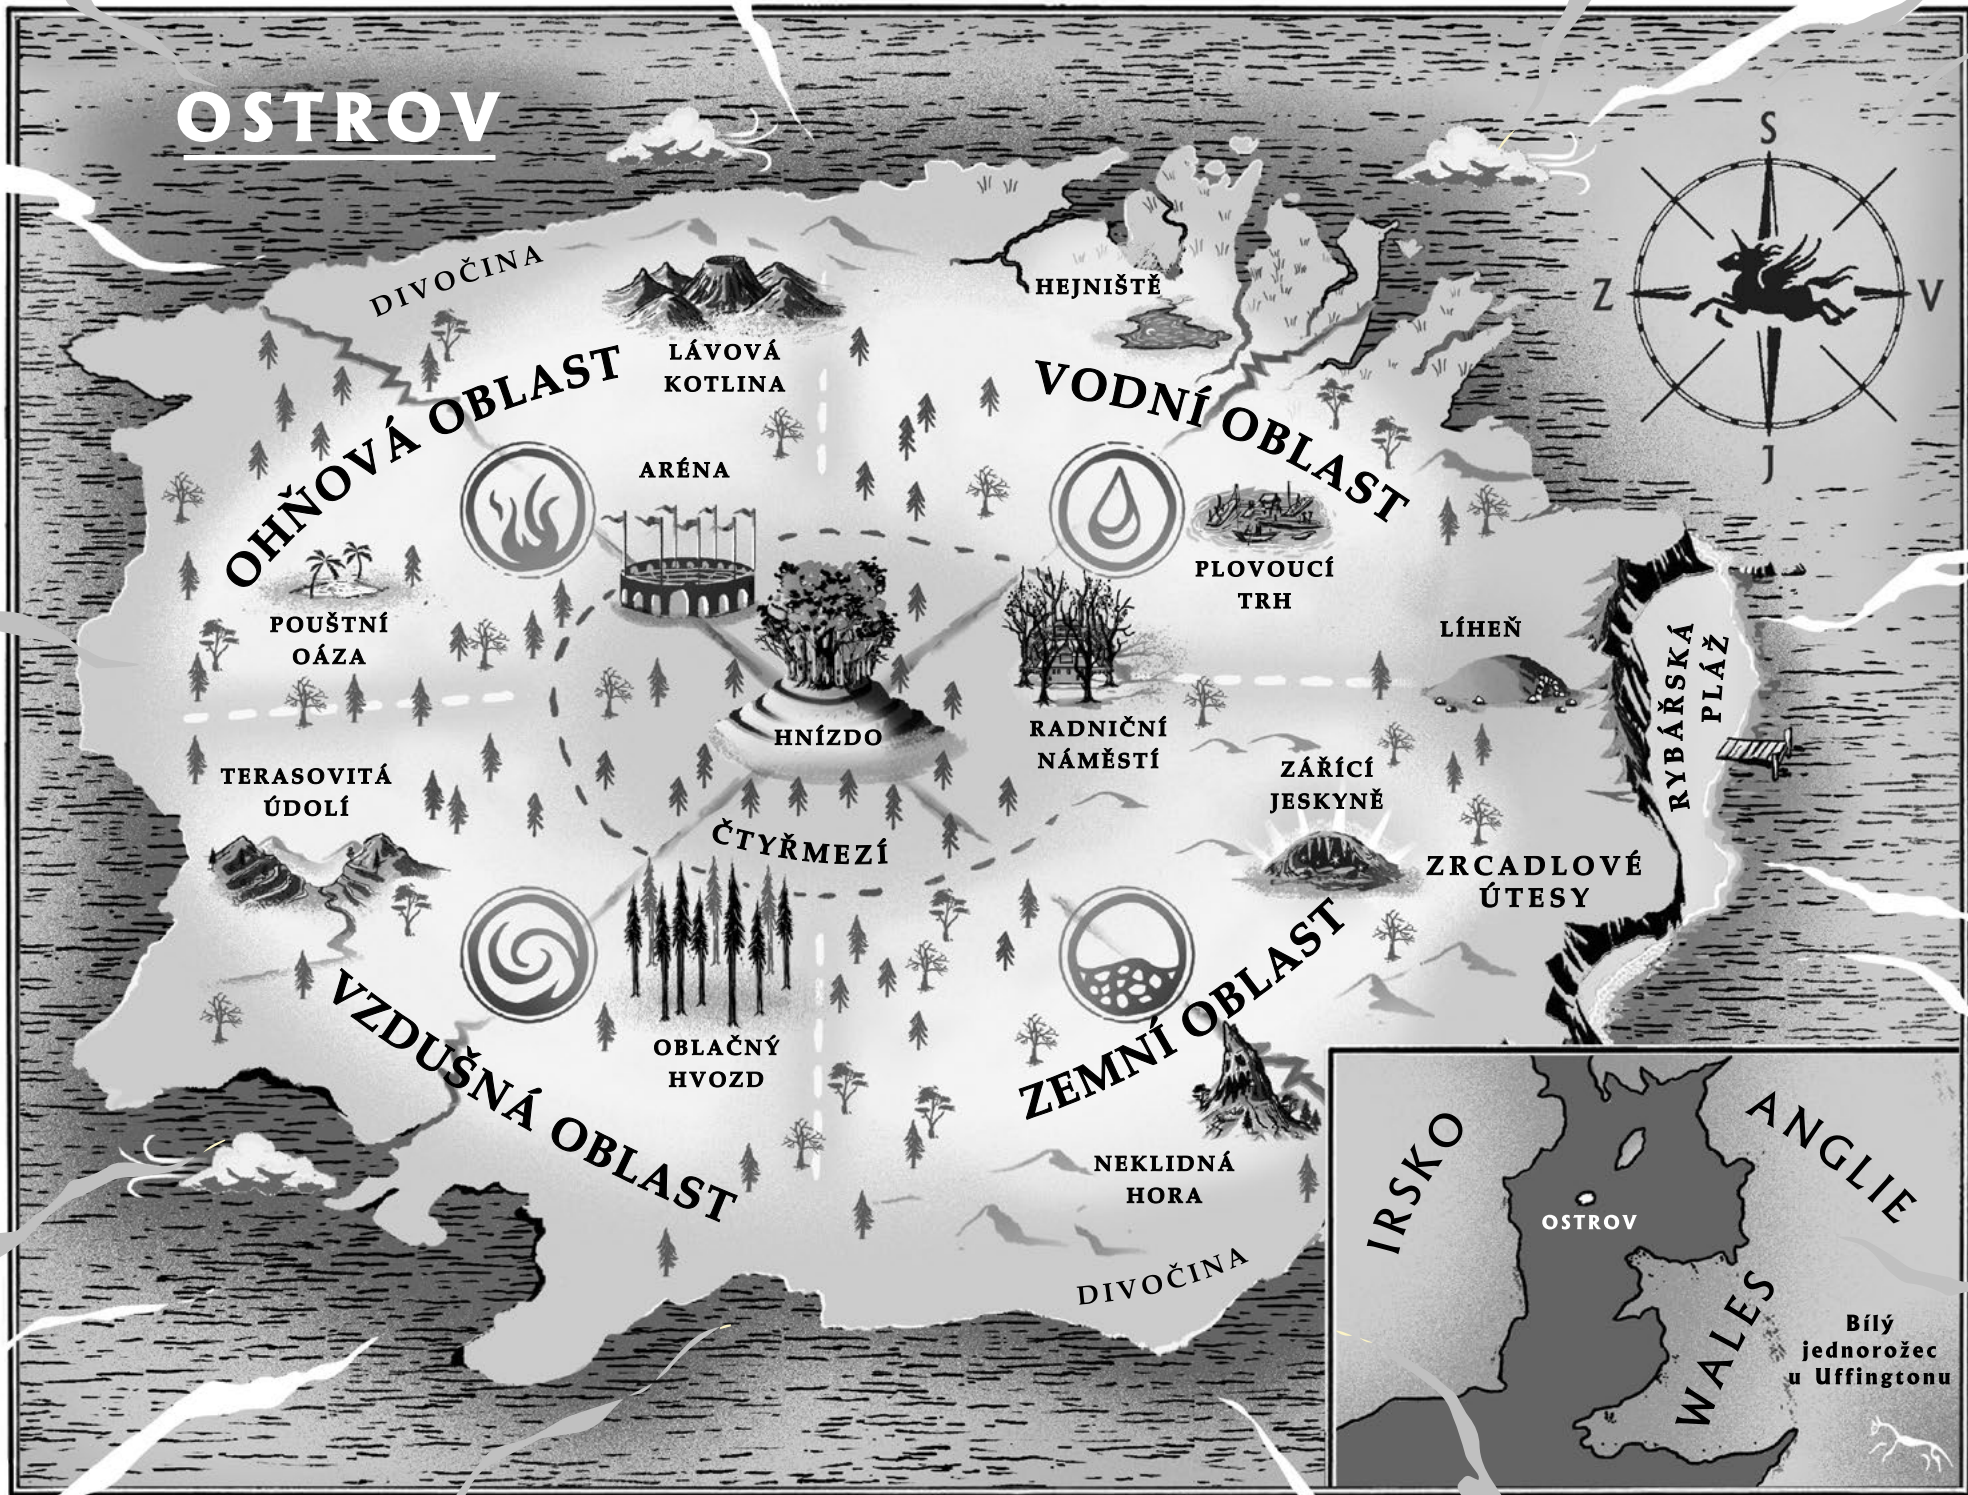 OSTROV
S
Z
V
J
DIVOČINA
LÁVOVÁ
KOTLINA
HEJNIŠTĚ
OHŇOVÁ OBLAST
VODNÍ OBLAST
ARÉNA
PLOVOUCÍ
TRH
POUŠTNÍ
OÁZA
LÍHEŇ
RYBÁŘSKÁ
PLÁŽ
HNÍZDO
RADNIČNÍ
NÁMĚSTÍ
TERASOVITÁ
ÚDOLÍ
ZÁŘÍCÍ
JESKYNĚ
ČTYŘMEZÍ
ZRCADLOVÉ
ÚTESY
VZDUŠNÁ OBLAST
OBLAČNÝ
HVOZD
ZEMNÍ OBLAST
NEKLIDNÁ
HORA
DIVOČINA
IRSKO
ANGLIE
OSTROV
WALES
Bílý
jednorožec
u Uffingtonu